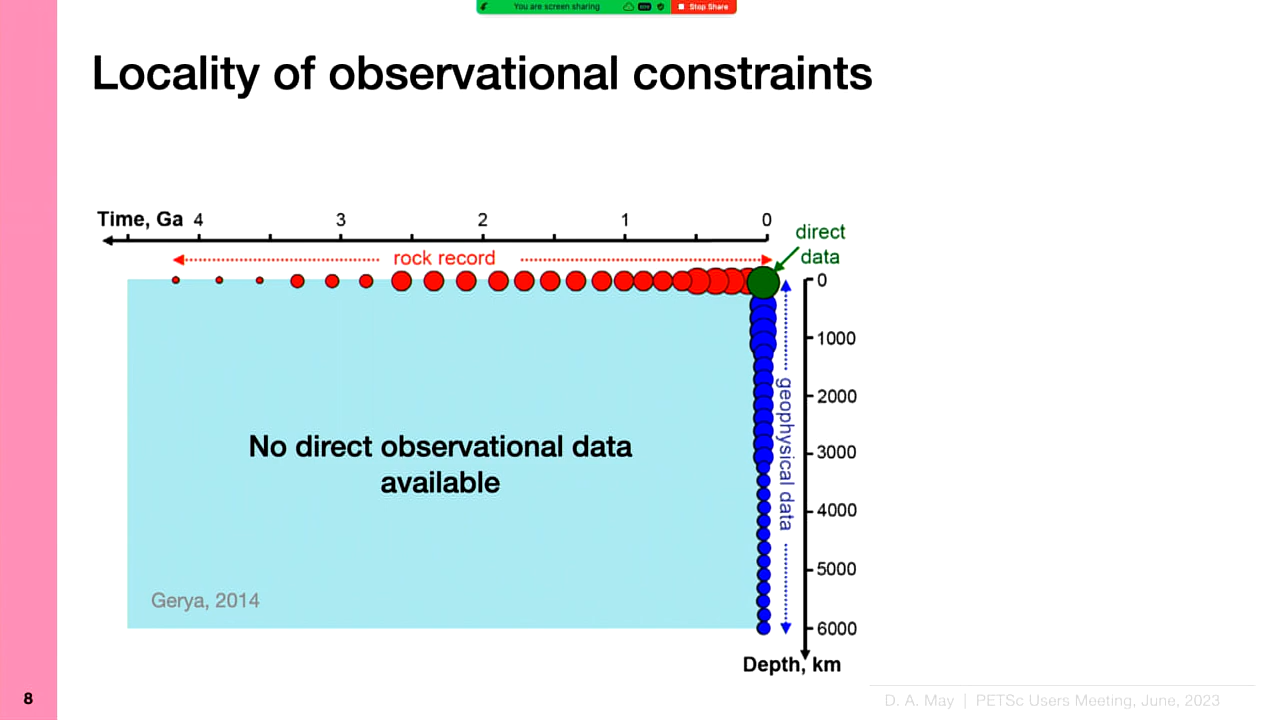 You are screen sharing
Stop Share
Locality of observational constraints
Time, Ga 4 3 2 1 0
direct
data
rock record
0
1000
2000
3000
4000
5000
6000
geophysical data
No direct observational data
available
Gerya, 2014
Depth, km
8
D. A. May | PETSc Users Meeting, June, 2023